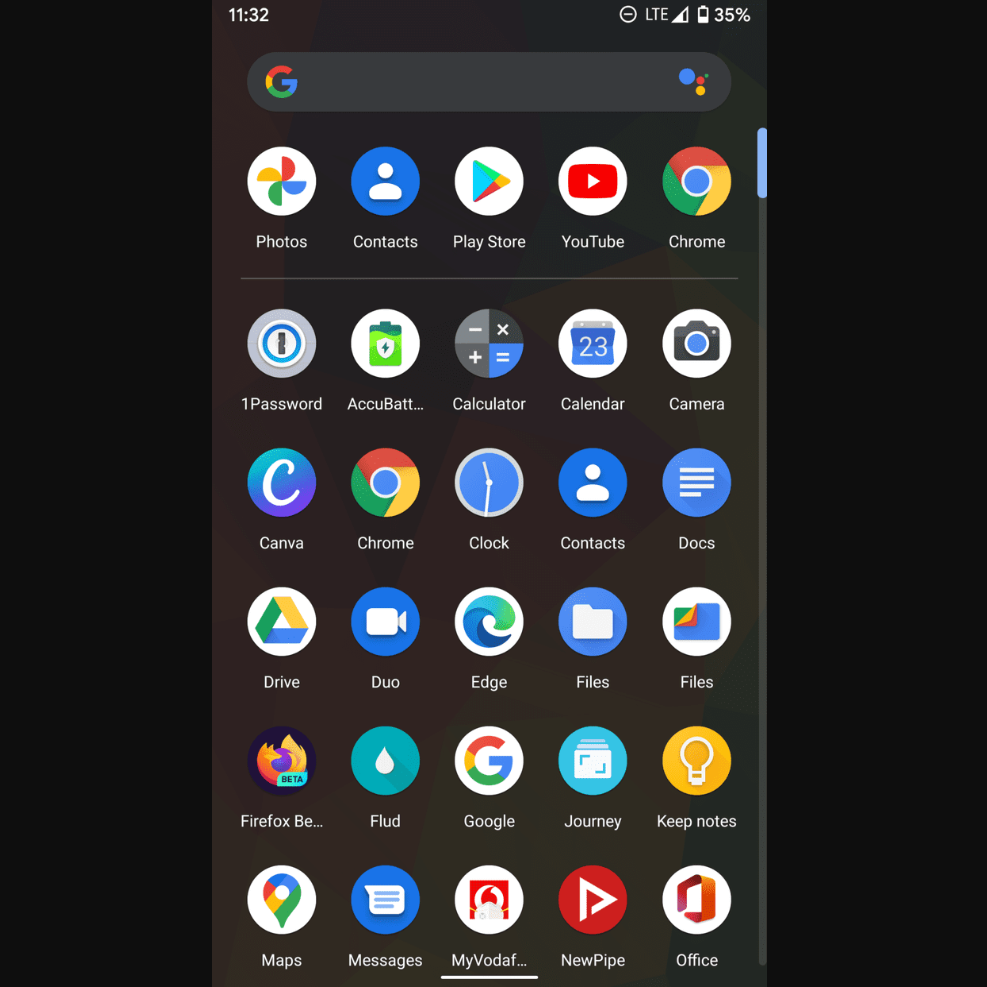 11:32 LTE 35%
Photos Contacts Play Store YouTube Chrome
23
1Password AccuBatt... Calculator Calendar Camera
Canva Chrome Clock Contacts Docs
Drive Duo Edge Files Files
BETA
Firefox Be... Flud Google Journey Keep notes
Maps Messages MyVodaf... NewPipe Office